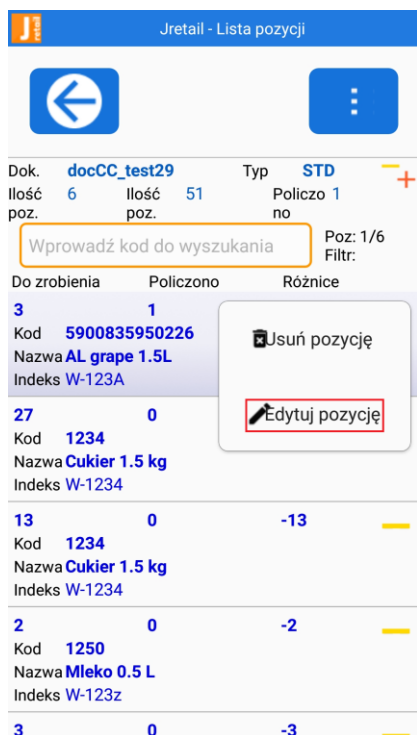 J retail
Jretail - Lista pozycji
Dok. docCC_test29 Typ STD
Ilość poz. 6 Ilość poz. 51 Policzono 1
Wprowadź kod do wyszukania
Poz: 1/6
Filtr:
Do zrobienia Policzono Różnice
3 1
Kod 5900835950226
Nazwa AL grape 1.5L
Indeks W-123A
Usuń pozycję
Edytuj pozycję
27 0
Kod 1234
Nazwa Cukier 1.5 kg
Indeks W-1234
13 0 -13
Kod 1234
Nazwa Cukier 1.5 kg
Indeks W-1234
2 0 -2
Kod 1250
Nazwa Mleko 0.5 L
Indeks W-123z
3 0 -3